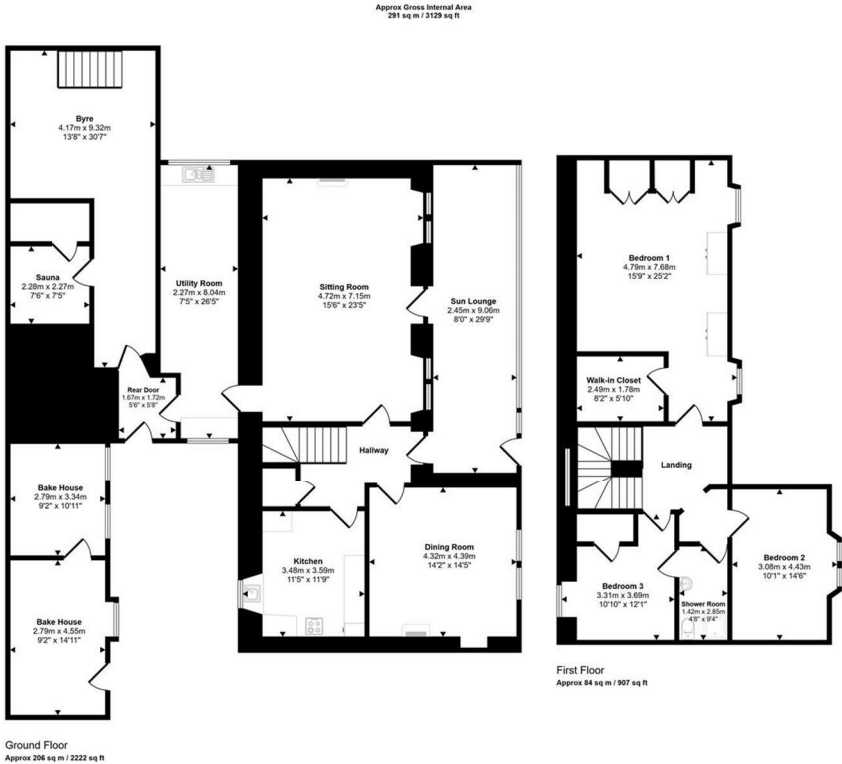 Approx Gross Internal Area
291 sq m / 3129 sq ft
Byre
4.17m x 9.32m
13'8" x 30'7"
Sauna
2.28m x 2.27m
7'6" x 7'5"
Utility Room
2.27m x 8.04m
7'5" x 26'5"
Sitting Room
4.72m x 7.15m
15'6" x 23'5"
Sun Lounge
2.45m x 9.06m
8'0" x 29'9"
Rear Door
1.67m x 1.72m
5'6" x 5'8"
Hallway
Bake House
2.79m x 3.34m
9'2" x 10'11"
Kitchen
3.48m x 3.59m
11'5" x 11'9"
Dining Room
4.32m x 4.39m
14'2" x 14'5"
Bake House
2.79m x 4.55m
9'2" x 14'11"
Ground Floor
Approx 206 sq m / 2222 sq ft
Bedroom 1
4.79m x 7.68m
15'9" x 25'2"
Walk-in Closet
2.49m x 1.78m
8'2" x 5'10"
Landing
Bedroom 2
3.08m x 4.43m
10'1" x 14'6"
Bedroom 3
3.31m x 3.69m
10'10" x 12'1"
Shower Room
1.42m x 2.85m
4'8" x 9'4"
First Floor
Approx 84 sq m / 907 sq ft